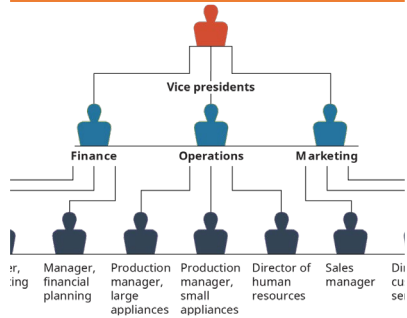 Vice presidents
Finance Operations Marketing
Manager,
financial
planning
Production
manager,
large
appliances
Production
manager,
small
appliances
Director of
human
resources
Sales
manager